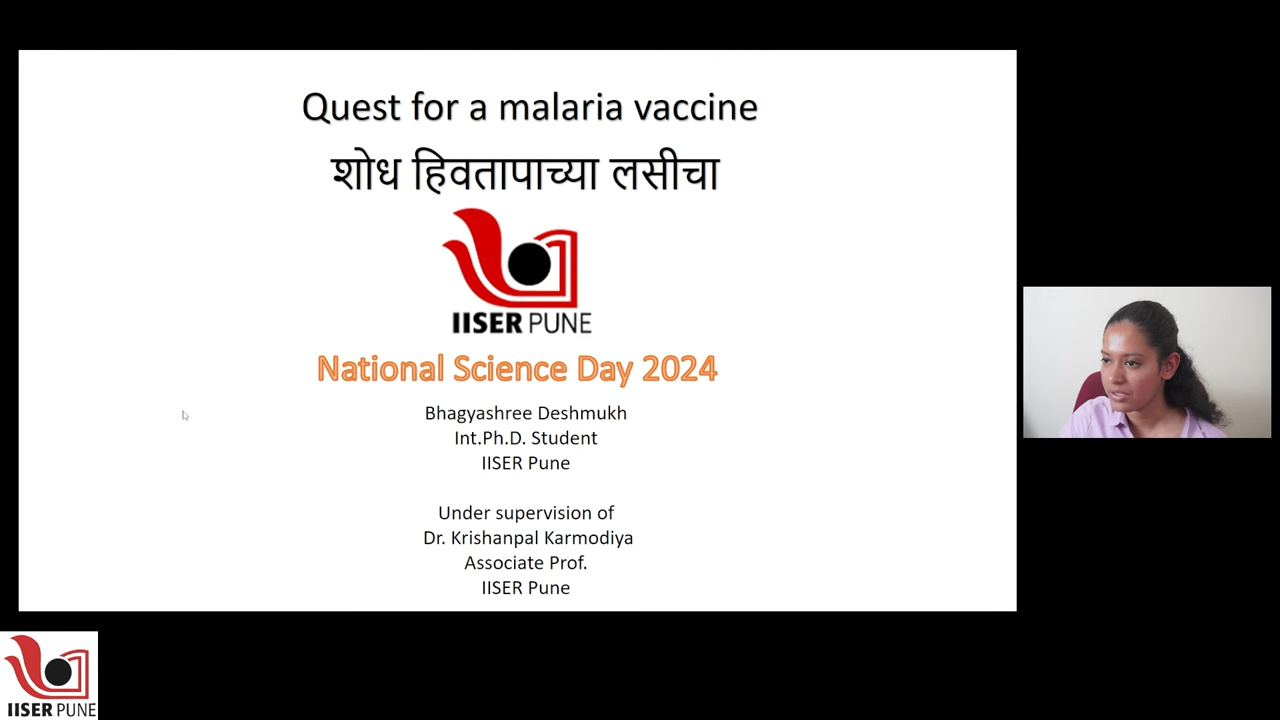 Quest for a malaria vaccine
शोध हिवतापाच्या लसीचा
IISER PUNE
National Science Day 2024
Bhagyashree Deshmukh
Int.Ph.D. Student
IISER Pune
Under supervision of
Dr. Krishanpal Karmodiya
Associate Prof.
IISER Pune
IISER PUNE